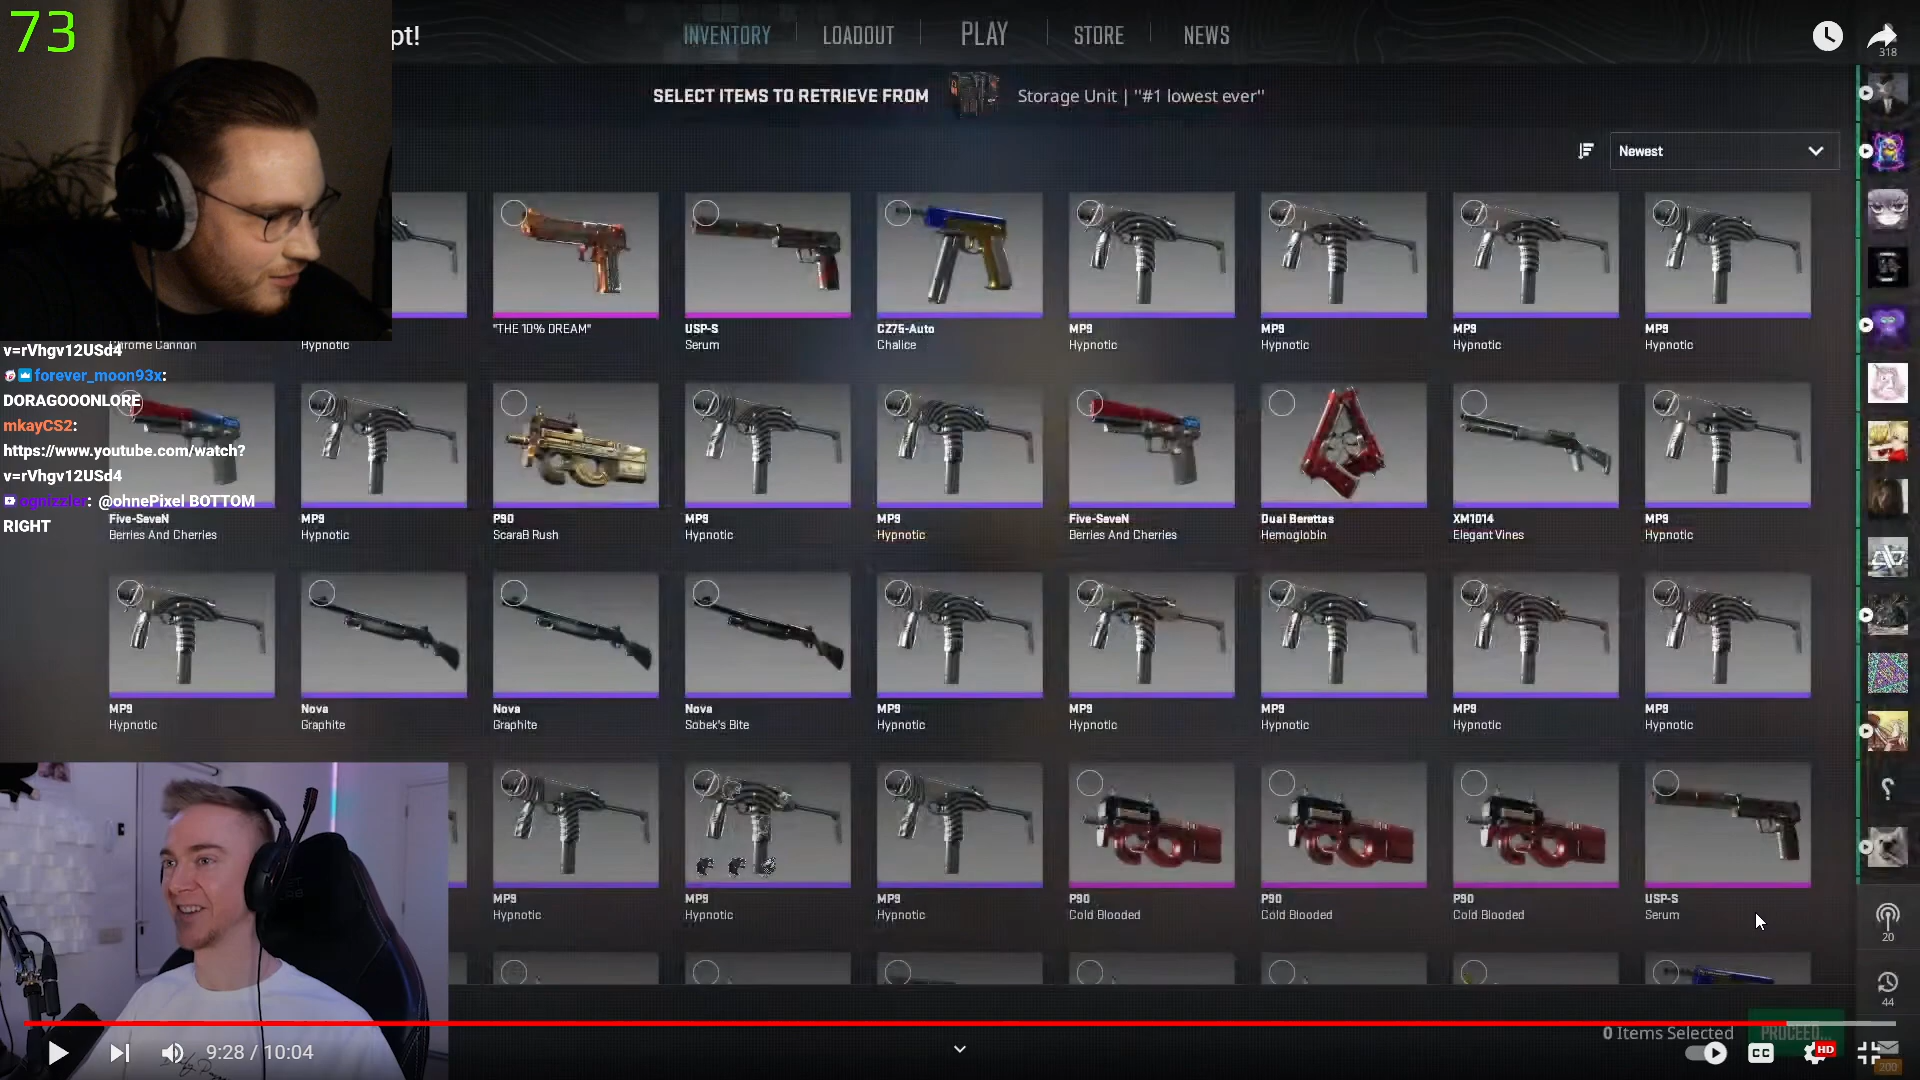 73
pt!
INVENTORY
LOADOUT
PLAY
STORE
NEWS
318
SELECT ITEMS TO RETRIEVE FROM
Storage Unit | "#1 lowest ever"
Newest
Chrome Cannon
Hypnotic
"THE 10% DREAM"
USP-S
Serum
CZ75-Auto
Chalice
MP9
Hypnotic
MP9
Hypnotic
MP9
Hypnotic
MP9
Hypnotic
v=rVhgv12USd4
forever_moon93x:
DORAGOOONLORE
mkayCS2:
https://www.youtube.com/watch?
v=rVhgv12USd4
ognizzler: @ohnePixel BOTTOM
RIGHT
Five-SeveN
Berries And Cherries
MP9
Hypnotic
P90
ScaraB Rush
MP9
Hypnotic
MP9
Hypnotic
Five-SeveN
Berries And Cherries
Dual Berettas
Hemoglobin
XM1014
Elegant Vines
MP9
Hypnotic
MP9
Hypnotic
Nova
Graphite
Nova
Graphite
Nova
Sobek's Bite
MP9
Hypnotic
MP9
Hypnotic
MP9
Hypnotic
MP9
Hypnotic
MP9
Hypnotic
MP9
Hypnotic
MP9
Hypnotic
MP9
Hypnotic
P90
Cold Blooded
P90
Cold Blooded
P90
Cold Blooded
USP-S
Serum
20
44
0 Items Selected
PROCEED...
9:28 / 10:04
CC
HD
200